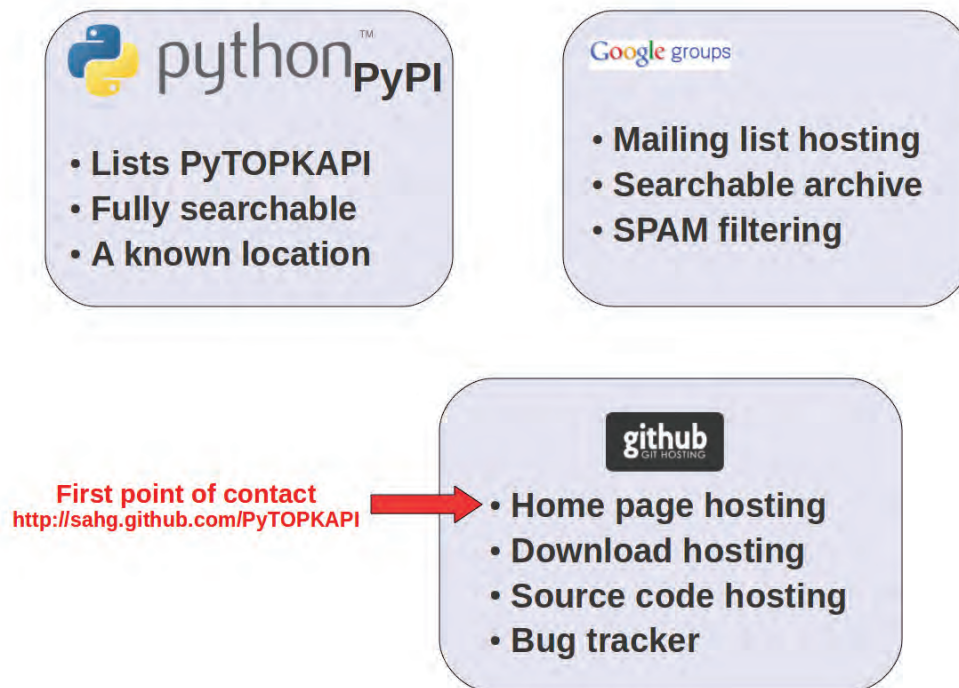 python™
PyPI
• Lists PyTOPKAPI
• Fully searchable
• A known location
Google groups
• Mailing list hosting
• Searchable archive
• SPAM filtering
github
GIT HOSTING
First point of contact
http://sahg.github.com/PyTOPKAPI
• Home page hosting
• Download hosting
• Source code hosting
• Bug tracker